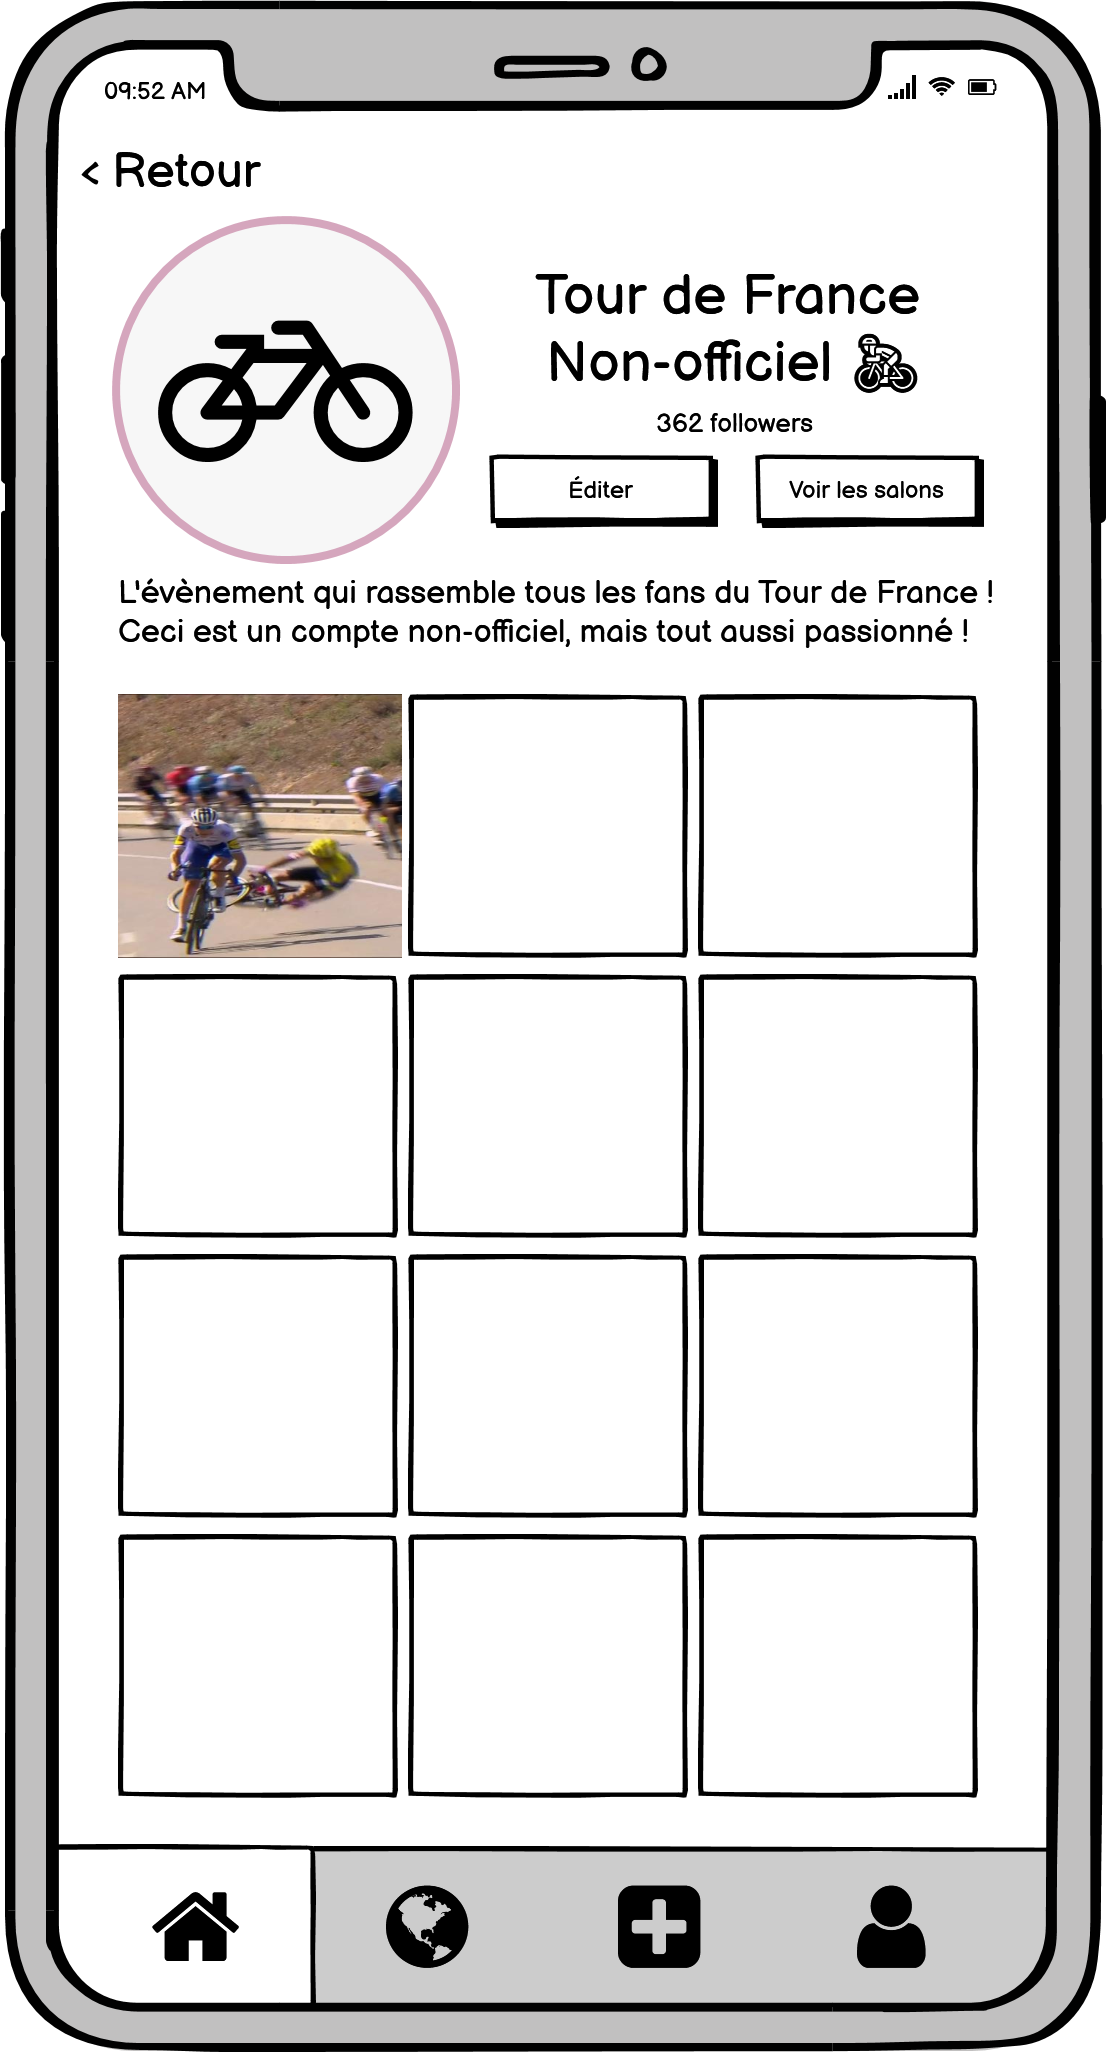 09:52 AM
< Retour
Tour de France
Non-officiel
362 followers
Éditer
Voir les salons
L'évènement qui rassemble tous les fans du Tour de France !
Ceci est un compte non-officiel, mais tout aussi passionné !